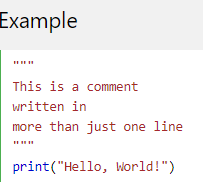 Example
"""
This is a comment
written in
more than just one line
"""
print("Hello, World!")